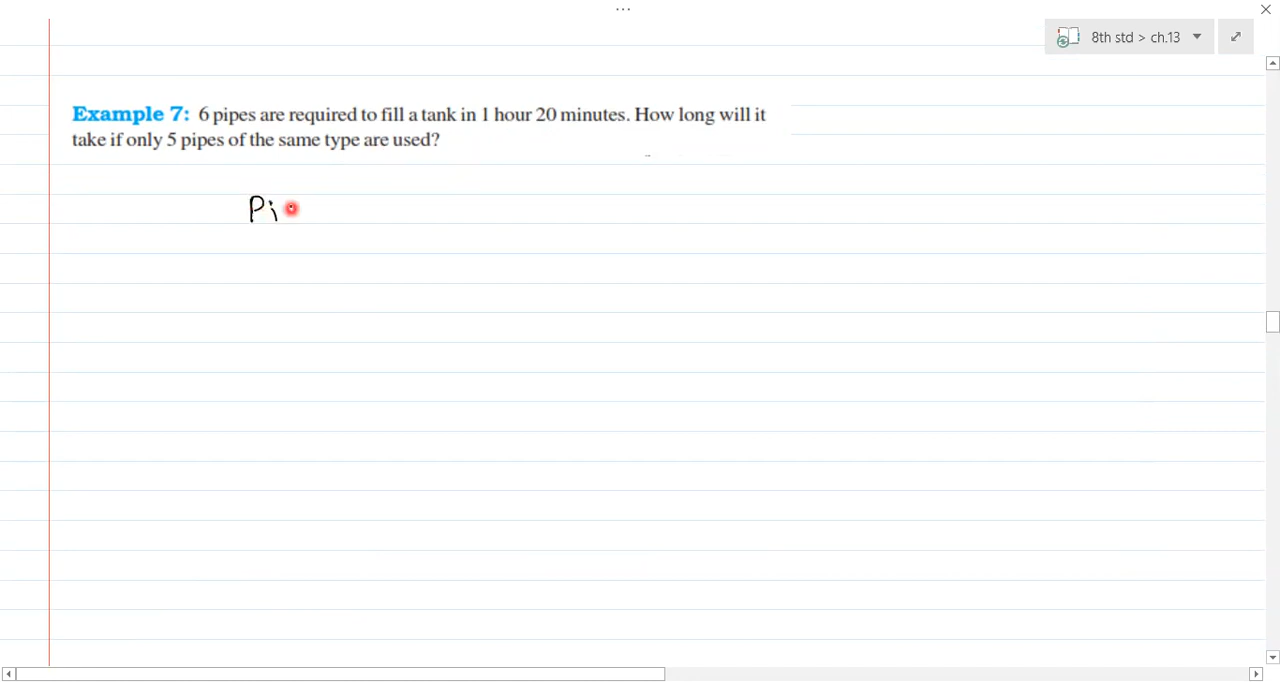 8th std > ch.13
Example 7: 6 pipes are required to fill a tank in 1 hour 20 minutes. How long will it
take if only 5 pipes of the same type are used?
Pi